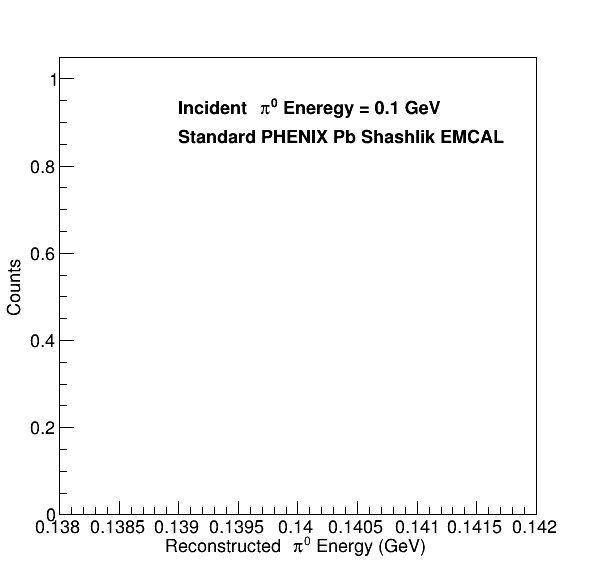 Incident π⁰ Eneregy = 0.1 GeV
Standard PHENIX Pb Shashlik EMCAL
Counts
1
0.8
0.6
0.4
0.2
0
0.138 0.1385 0.139 0.1395 0.14 0.1405 0.141 0.1415 0.142
Reconstructed π⁰ Energy (GeV)